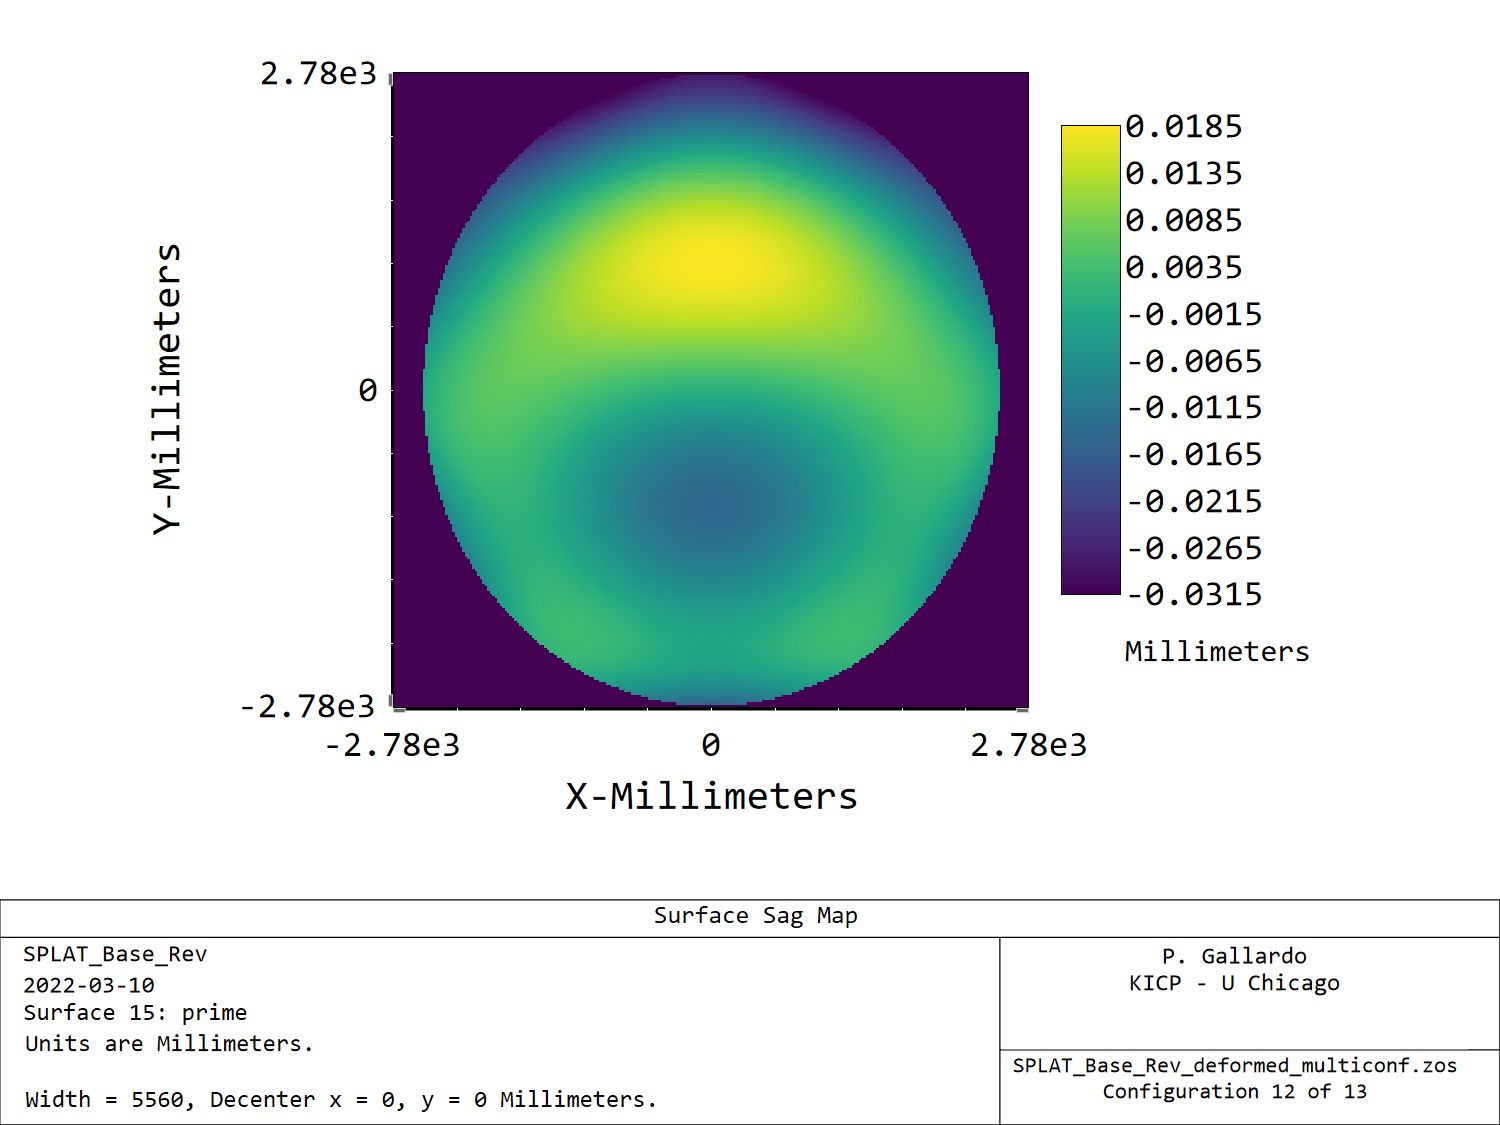 2.78e3
0
-2.78e3
Y-Millimeters
-2.78e3
0
2.78e3
X-Millimeters
0.0185
0.0135
0.0085
0.0035
-0.0015
-0.0065
-0.0115
-0.0165
-0.0215
-0.0265
-0.0315
Millimeters
Surface Sag Map
SPLAT_Base_Rev
2022-03-10
Surface 15: prime
Units are Millimeters.
Width = 5560, Decenter x = 0, y = 0 Millimeters.
P. Gallardo
KICP - U Chicago
SPLAT_Base_Rev_deformed_multiconf.zos
Configuration 12 of 13